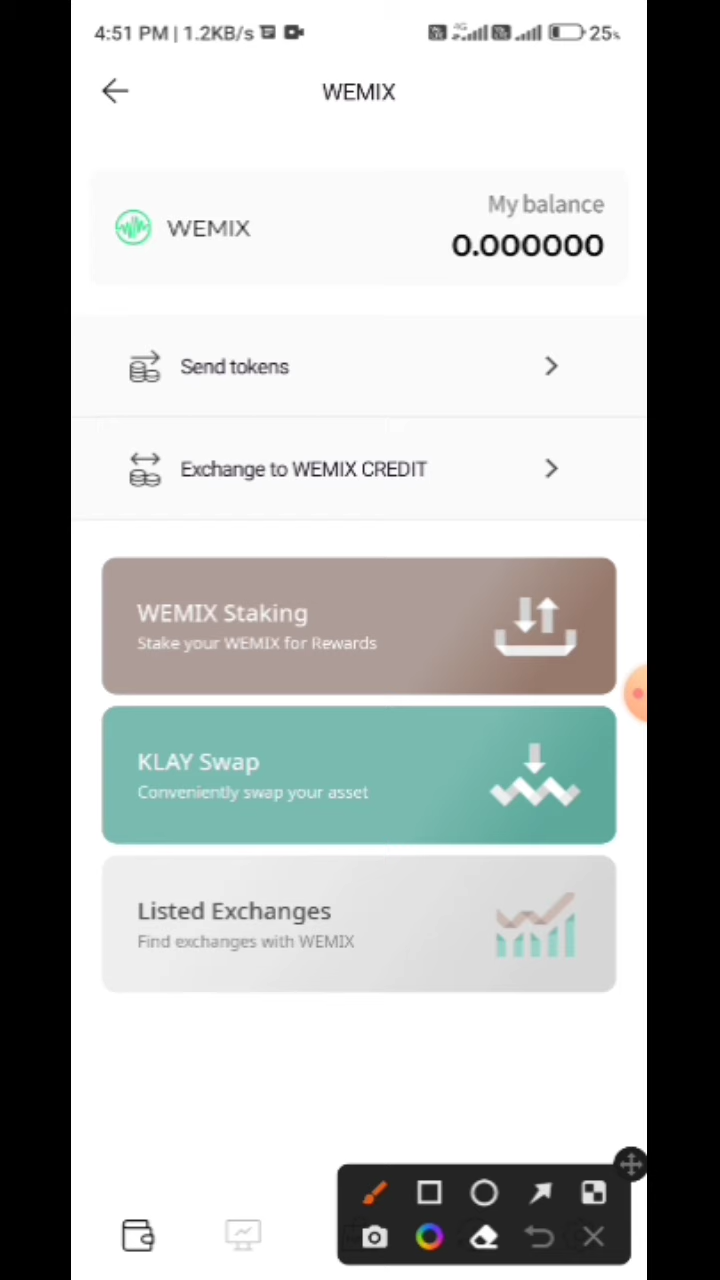 4:51 PM | 1.2KB/s
4G
25%
WEMIX
WEMIX
My balance
0.000000
Send tokens
Exchange to WEMIX CREDIT
WEMIX Staking
Stake your WEMIX for Rewards
KLAY Swap
Conveniently swap your asset
Listed Exchanges
Find exchanges with WEMIX